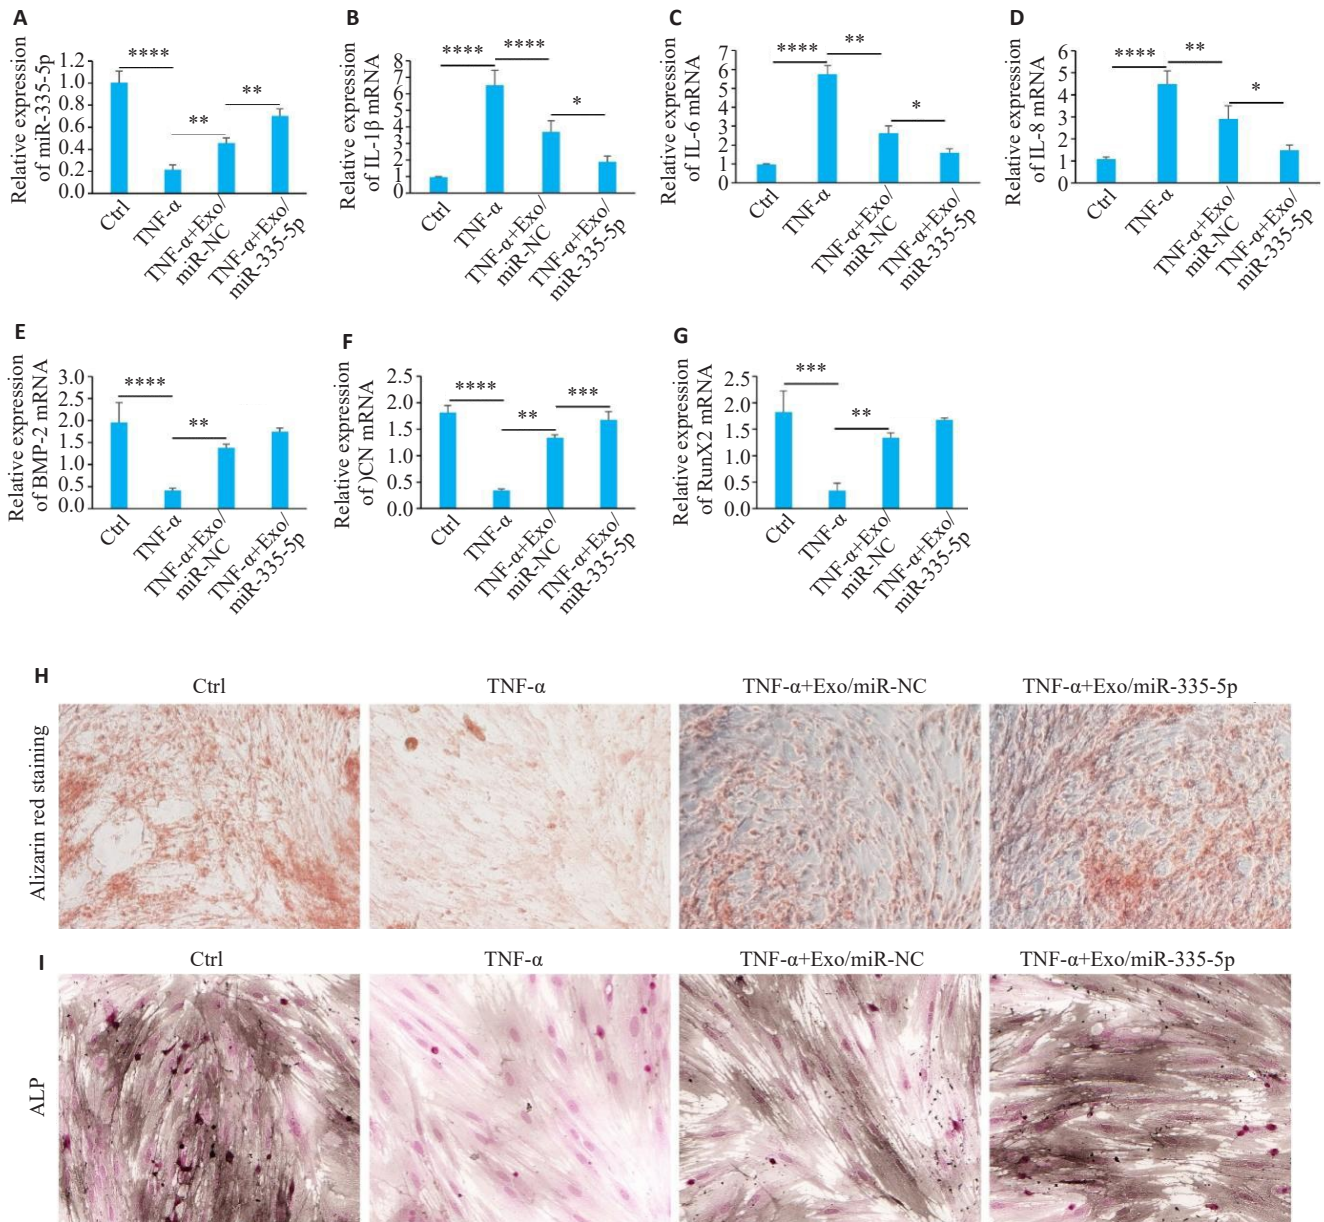 A
Relative expression
of miR-335-5p
1.2
1.0
0.8
0.6
0.4
0.2
0.0
****
**
**
Ctrl
TNF-α
TNF-α+Exo/
miR-NC
TNF-α+Exo/
miR-335-5p
B
Relative expression
of IL-1β mRNA
8
7
6
5
4
3
2
1
0
****
****
*
Ctrl
TNF-α
TNF-α+Exo/
miR-NC
TNF-α+Exo/
miR-335-5p
C
Relative expression
of IL-6 mRNA
7
6
5
4
3
2
1
0
****
**
*
Ctrl
TNF-α
TNF-α+Exo/
miR-NC
TNF-α+Exo/
miR-335-5p
D
Relative expression
of IL-8 mRNA
6
5
4
3
2
1
0
****
**
*
Ctrl
TNF-α
TNF-α+Exo/
miR-NC
TNF-α+Exo/
miR-335-5p
E
Relative expression
of BMP-2 mRNA
3.0
2.5
2.0
1.5
1.0
0.5
0.0
****
**
Ctrl
TNF-α
TNF-α+Exo/
miR-NC
TNF-α+Exo/
miR-335-5p
F
Relative expression
of )CN mRNA
2.5
2.0
1.5
1.0
0.5
0.0
****
**
***
Ctrl
TNF-α
TNF-α+Exo/
miR-NC
TNF-α+Exo/
miR-335-5p
G
Relative expression
of RunX2 mRNA
2.5
2.0
1.5
1.0
0.5
0.0
***
**
Ctrl
TNF-α
TNF-α+Exo/
miR-NC
TNF-α+Exo/
miR-335-5p
H
Ctrl
TNF-α
TNF-α+Exo/miR-NC
TNF-α+Exo/miR-335-5p
Alizarin red staining
I
Ctrl
TNF-α
TNF-α+Exo/miR-NC
TNF-α+Exo/miR-335-5p
ALP